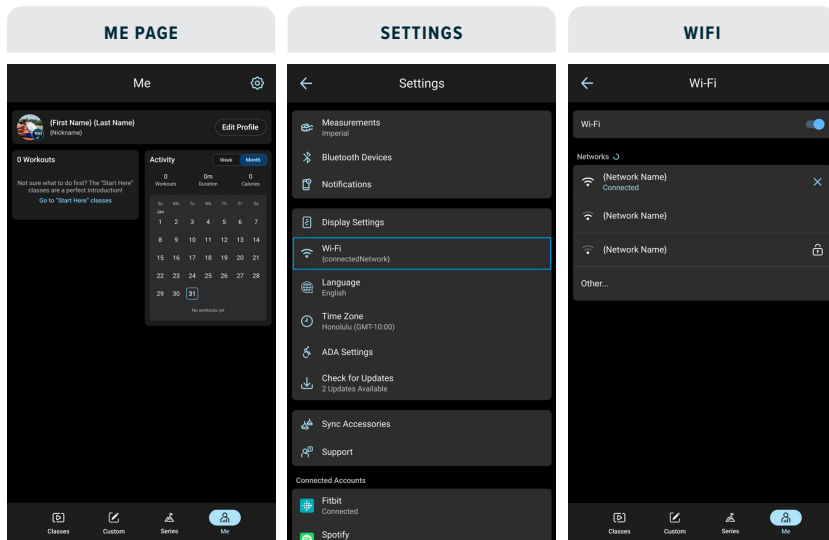 ME PAGE
Me
{First Name} {Last Name}
{Nickname}
Edit Profile
0 Workouts
Not sure what to do first? The "Start Here"
classes are a perfect introduction!
Go to "Start Here" classes
Activity
Week
Month
0
0m
0
Workouts
Duration
Calories
Su Mo Tu We Th Fr Sa
Jan
1 2 3 4 5 6 7
8 9 10 11 12 13 14
15 16 17 18 19 20 21
22 23 24 25 26 27 28
29 30 31
No workouts yet
Classes
Custom
Series
Me
SETTINGS
Settings
Measurements
Imperial
Bluetooth Devices
Notifications
Display Settings
Wi-Fi
{connectedNetwork}
Language
English
Time Zone
Honolulu (GMT-10:00)
ADA Settings
Check for Updates
2 Updates Available
Sync Accessories
Support
Connected Accounts
Fitbit
Connected
Spotify
WIFI
Wi-Fi
Wi-Fi
Networks
{Network Name}
Connected
{Network Name}
{Network Name}
Other...
Classes
Custom
Series
Me